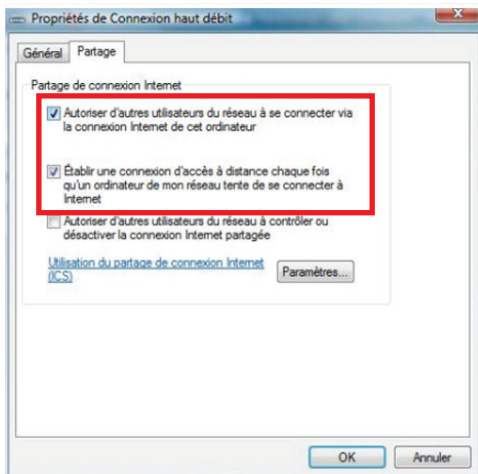 Propriétés de Connexion haut débit
Général Partage
Partage de connexion Internet
Autoriser d'autres utilisateurs du réseau à se connecter via
la connexion Internet de cet ordinateur
Établir une connexion d'accès à distance chaque fois
qu'un ordinateur de mon réseau tente de se connecter à
Internet
Autoriser d'autres utilisateurs du réseau à contrôler ou
désactiver la connexion Internet partagée
Utilisation du partage de connexion Internet
(ICS)
Paramètres...
OK Annuler